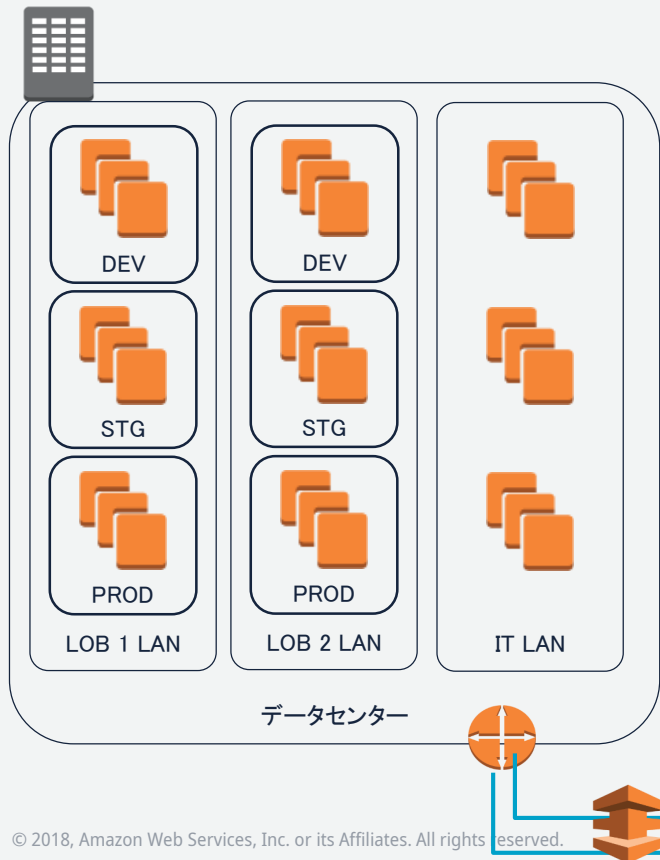 DEV
STG
PROD
LOB 1 LAN
DEV
STG
PROD
LOB 2 LAN
IT LAN
データセンター
© 2018, Amazon Web Services, Inc. or its Affiliates. All rights reserved.